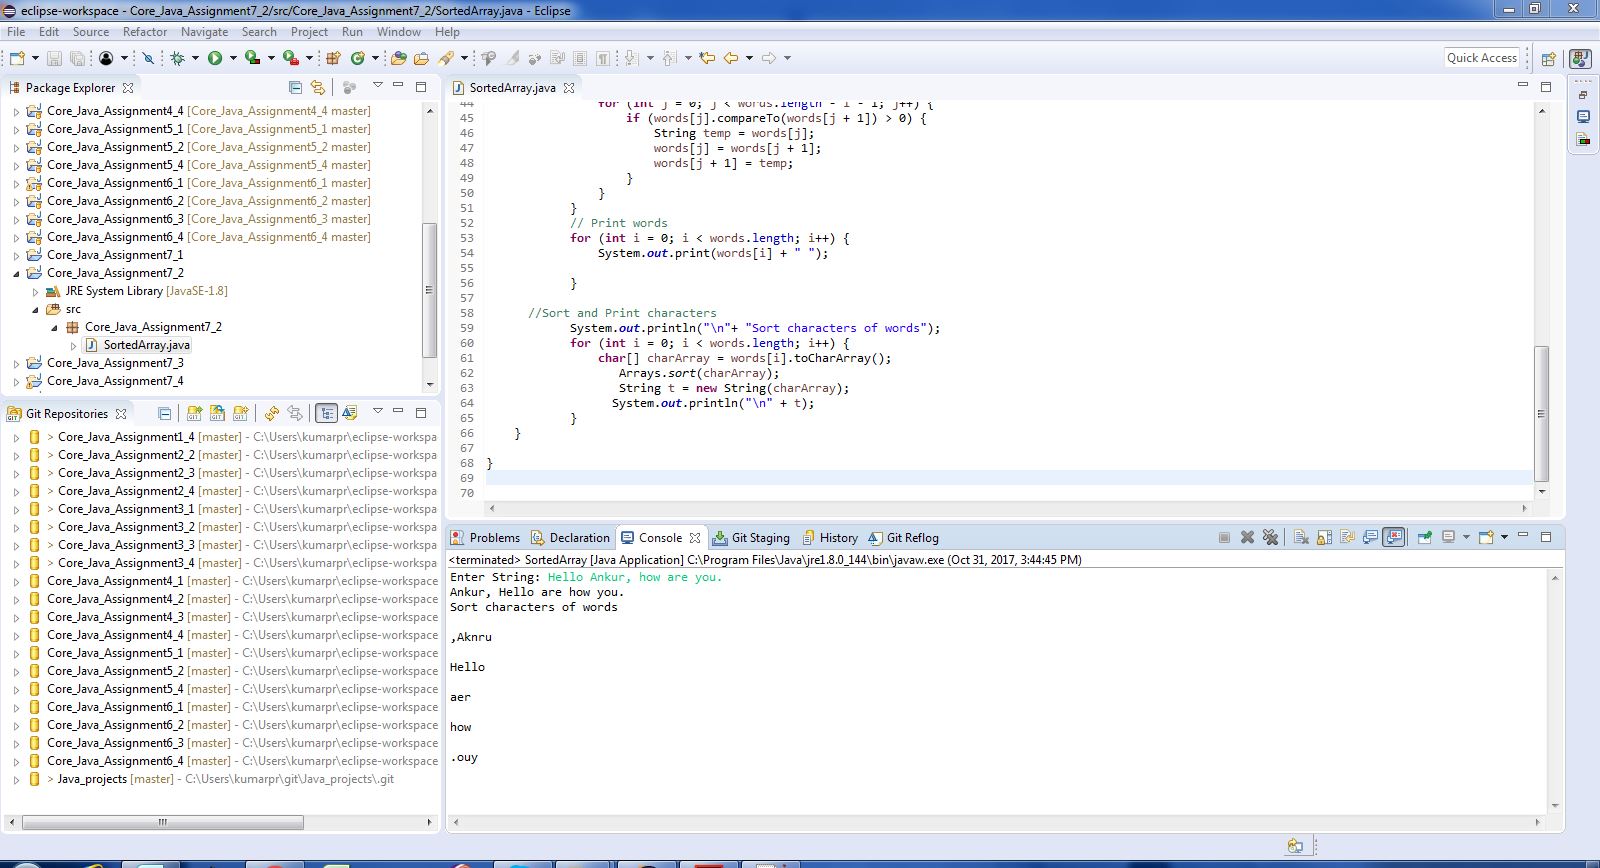 eclipse-workspace - Core_Java_Assignment7_2/src/Core_Java_Assignment7_2/SortedArray.java - Eclipse
File Edit Source Refactor Navigate Search Project Run Window Help
Quick Access
Package Explorer
Core_Java_Assignment4_4 [Core_Java_Assignment4_4 master]
Core_Java_Assignment5_1 [Core_Java_Assignment5_1 master]
Core_Java_Assignment5_2 [Core_Java_Assignment5_2 master]
Core_Java_Assignment5_4 [Core_Java_Assignment5_4 master]
Core_Java_Assignment6_1 [Core_Java_Assignment6_1 master]
Core_Java_Assignment6_2 [Core_Java_Assignment6_2 master]
Core_Java_Assignment6_3 [Core_Java_Assignment6_3 master]
Core_Java_Assignment6_4 [Core_Java_Assignment6_4 master]
Core_Java_Assignment7_1
Core_Java_Assignment7_2
JRE System Library [JavaSE-1.8]
src
Core_Java_Assignment7_2
SortedArray.java
Core_Java_Assignment7_3
Core_Java_Assignment7_4
Git Repositories
> Core_Java_Assignment1_4 [master] - C:\Users\kumarpr\eclipse-workspa
> Core_Java_Assignment2_2 [master] - C:\Users\kumarpr\eclipse-workspa
> Core_Java_Assignment2_3 [master] - C:\Users\kumarpr\eclipse-workspa
> Core_Java_Assignment2_4 [master] - C:\Users\kumarpr\eclipse-workspa
> Core_Java_Assignment3_1 [master] - C:\Users\kumarpr\eclipse-workspa
> Core_Java_Assignment3_2 [master] - C:\Users\kumarpr\eclipse-workspa
> Core_Java_Assignment3_3 [master] - C:\Users\kumarpr\eclipse-workspa
> Core_Java_Assignment3_4 [master] - C:\Users\kumarpr\eclipse-workspa
Core_Java_Assignment4_1 [master] - C:\Users\kumarpr\eclipse-workspace
Core_Java_Assignment4_2 [master] - C:\Users\kumarpr\eclipse-workspace
Core_Java_Assignment4_3 [master] - C:\Users\kumarpr\eclipse-workspace
Core_Java_Assignment4_4 [master] - C:\Users\kumarpr\eclipse-workspace
Core_Java_Assignment5_1 [master] - C:\Users\kumarpr\eclipse-workspace
Core_Java_Assignment5_2 [master] - C:\Users\kumarpr\eclipse-workspace
Core_Java_Assignment5_4 [master] - C:\Users\kumarpr\eclipse-workspace
Core_Java_Assignment6_1 [master] - C:\Users\kumarpr\eclipse-workspace
Core_Java_Assignment6_2 [master] - C:\Users\kumarpr\eclipse-workspace
Core_Java_Assignment6_3 [master] - C:\Users\kumarpr\eclipse-workspace
Core_Java_Assignment6_4 [master] - C:\Users\kumarpr\eclipse-workspace
> Java_projects [master] - C:\Users\kumarpr\git\Java_projects\.git
SortedArray.java
44 for (int j = 0; j < words.length - i - 1; j++) {
45 if (words[j].compareTo(words[j + 1]) > 0) {
46 String temp = words[j];
47 words[j] = words[j + 1];
48 words[j + 1] = temp;
49 }
50 }
51 }
52 // Print words
53 for (int i = 0; i < words.length; i++) {
54 System.out.print(words[i] + " ");
55
56 }
57
58 //Sort and Print characters
59 System.out.println("\n"+ "Sort characters of words");
60 for (int i = 0; i < words.length; i++) {
61 char[] charArray = words[i].toCharArray();
62 Arrays.sort(charArray);
63 String t = new String(charArray);
64 System.out.println("\n" + t);
65 }
66 }
67
68 }
69
70
Problems Declaration Console Git Staging History Git Reflog
<terminated> SortedArray [Java Application] C:\Program Files\Java\jre1.8.0_144\bin\javaw.exe (Oct 31, 2017, 3:44:45 PM)
Enter String: Hello Ankur, how are you.
Ankur, Hello are how you.
Sort characters of words
,Aknru
Hello
aer
how
.ouy